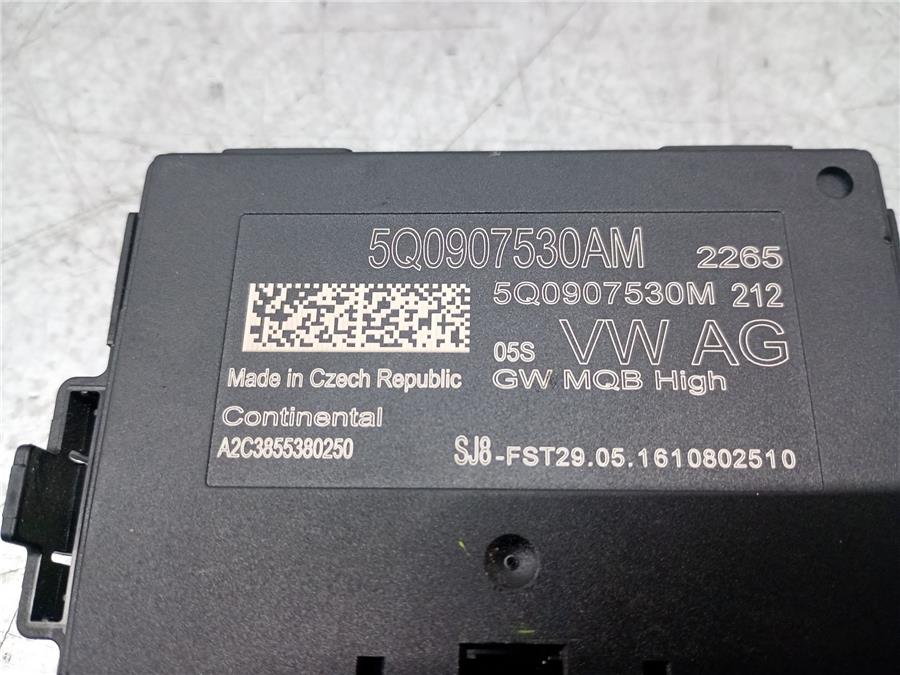 5Q0907530AM 2265
5Q0907530M 212
05S VW AG
Made in Czech Republic GW MQB High
Continental
A2C3855380250 SJ8-FST29.05.1610802510